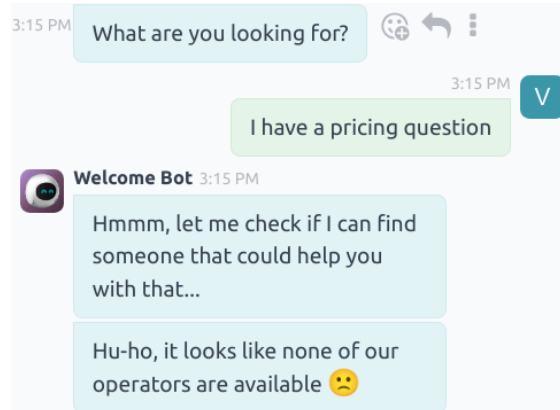 3:15 PM
What are you looking for?
3:15 PM
V
I have a pricing question
Welcome Bot 3:15 PM
Hmmm, let me check if I can find
someone that could help you
with that...
Hu-ho, it looks like none of our
operators are available 🙁